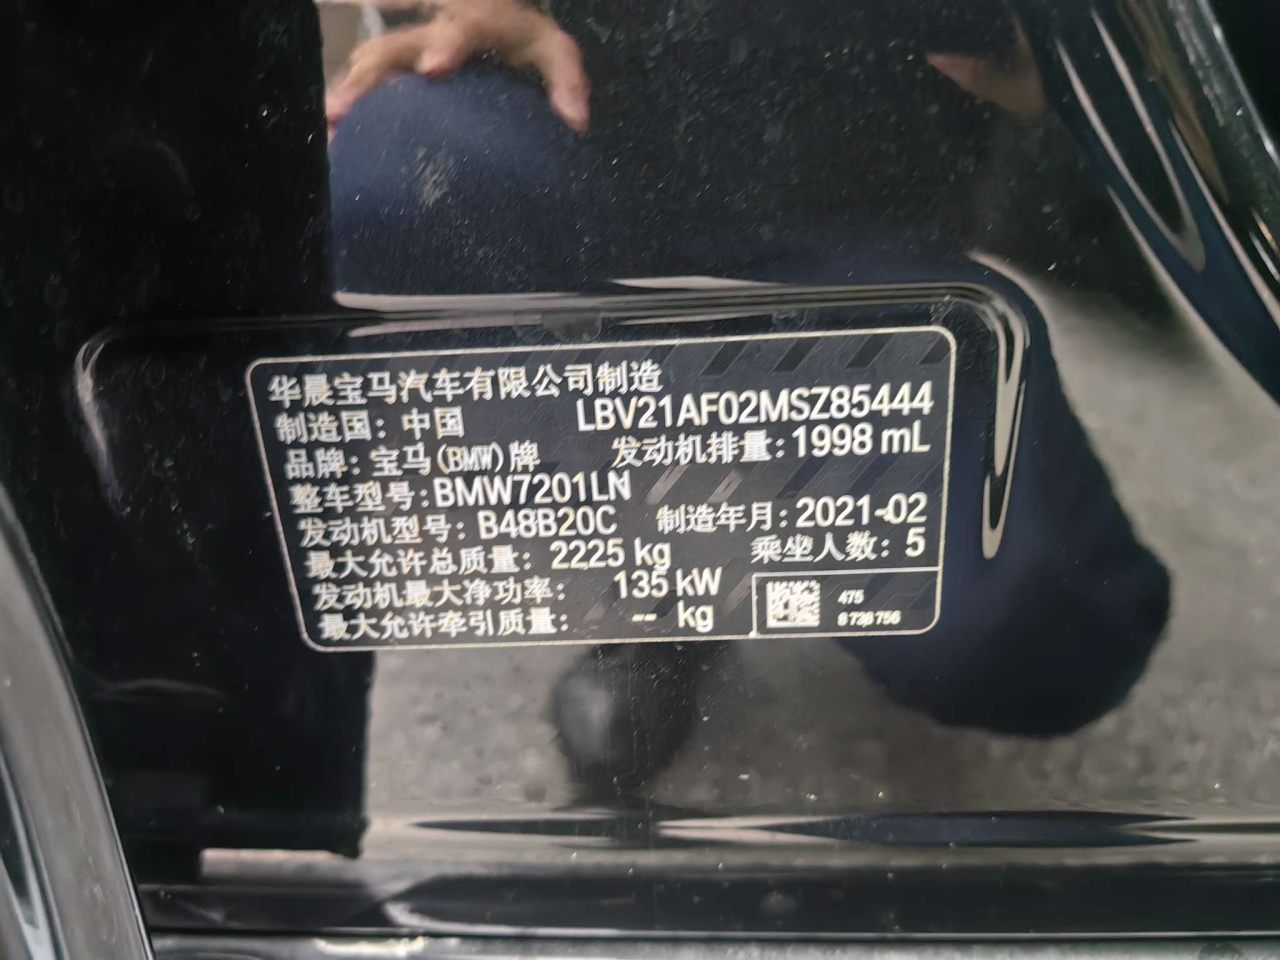 华晨宝马汽车有限公司制造
制造国：中国 LBV21AF02MSZ85444
品牌：宝马(BMW)牌 发动机排量：1998 mL
整车型号：BMW7201LN
发动机型号：B48B20C 制造年月：2021-02
最大允许总质量：2225 kg 乘坐人数：5
发动机最大净功率： 135 kW
最大允许牵引质量： -- kg
475